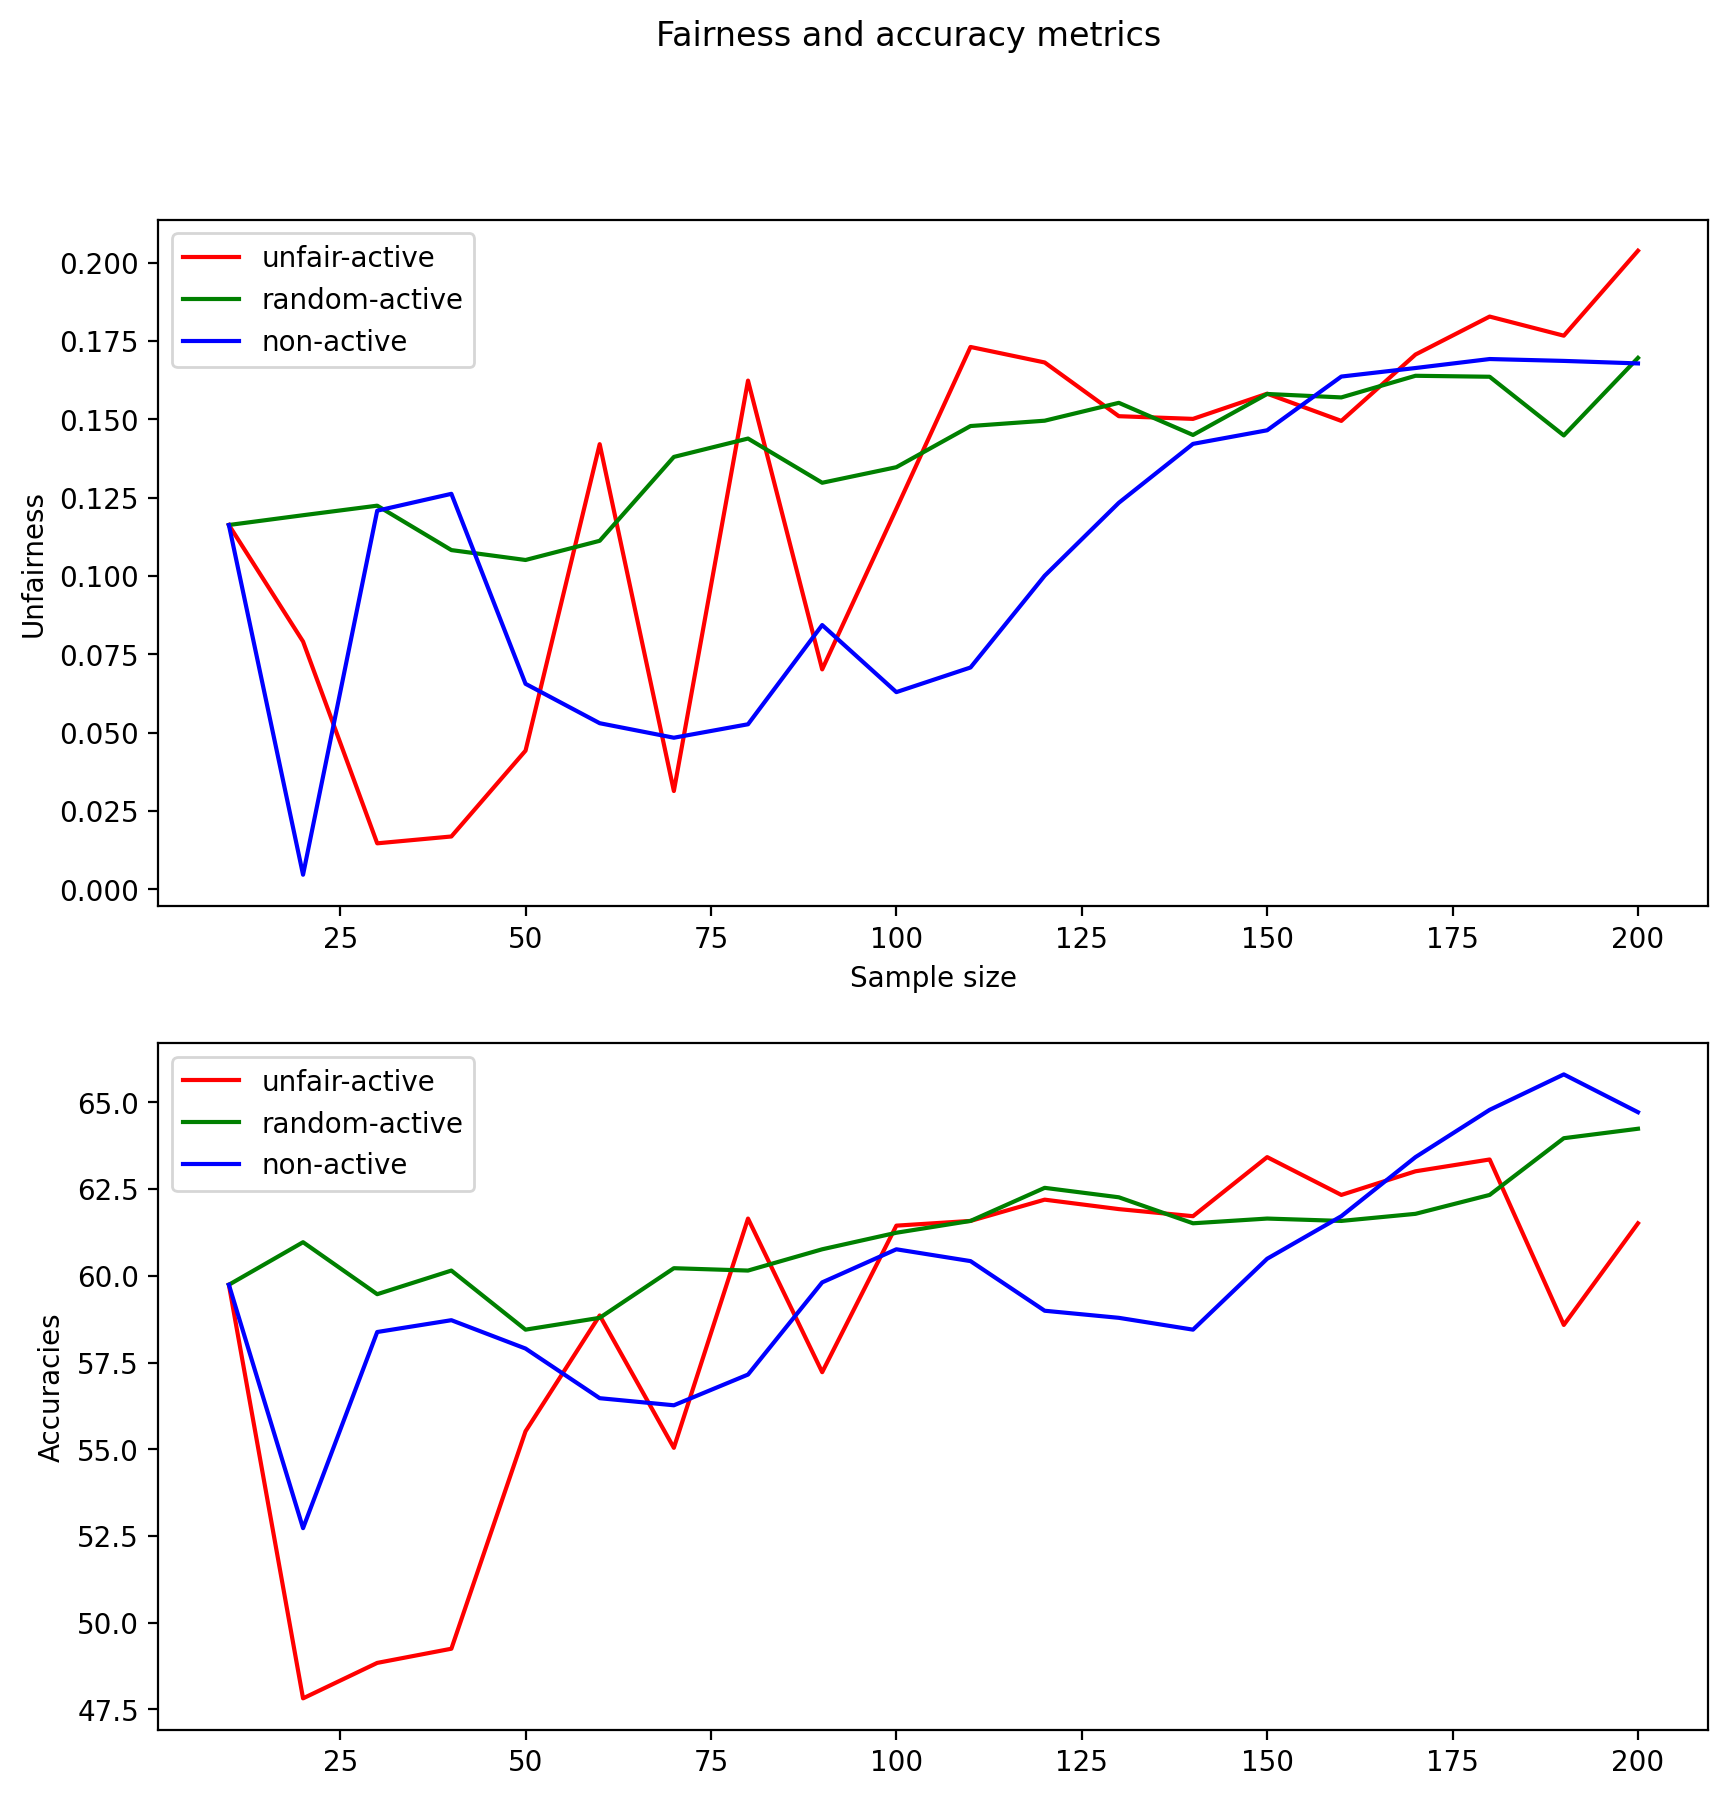 Fairness and accuracy metrics
unfair-active
random-active
non-active
0.200
0.175
0.150
0.125
0.100
0.075
0.050
0.025
0.000
Unfairness
25 50 75 100 125 150 175 200
Sample size
unfair-active
random-active
non-active
65.0
62.5
60.0
57.5
55.0
52.5
50.0
47.5
Accuracies
25 50 75 100 125 150 175 200